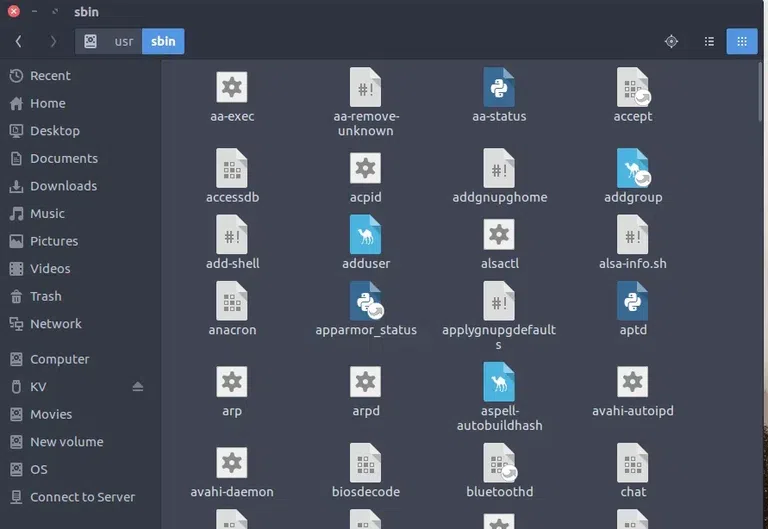 sbin
usr
sbin
Recent
Home
Desktop
Documents
Downloads
Music
Pictures
Videos
Trash
Network
Computer
KV
Movies
New volume
OS
Connect to Server
aa-exec
#!
aa-remove-
unknown
aa-status
accept
accessdb
acpid
#!
addgnupghome
addgroup
#!
add-shell
adduser
alsactl
#!
alsa-info.sh
anacron
apparmor_status
#!
applygnupgdefault
s
aptd
arp
arpd
aspell-
autobuildhash
avahi-autoipd
avahi-daemon
biosdecode
bluetoothd
chat